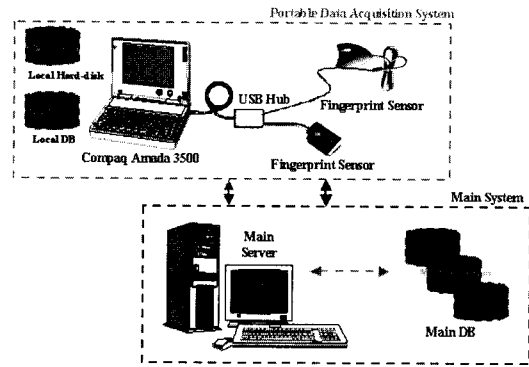 Portable Data Acquisition System
Local Hard-disk
Local DB
Compaq Amada 3500
USB Hub
Fingerprint Sensor
Fingerprint Sensor
Main System
Main
Server
Main DB